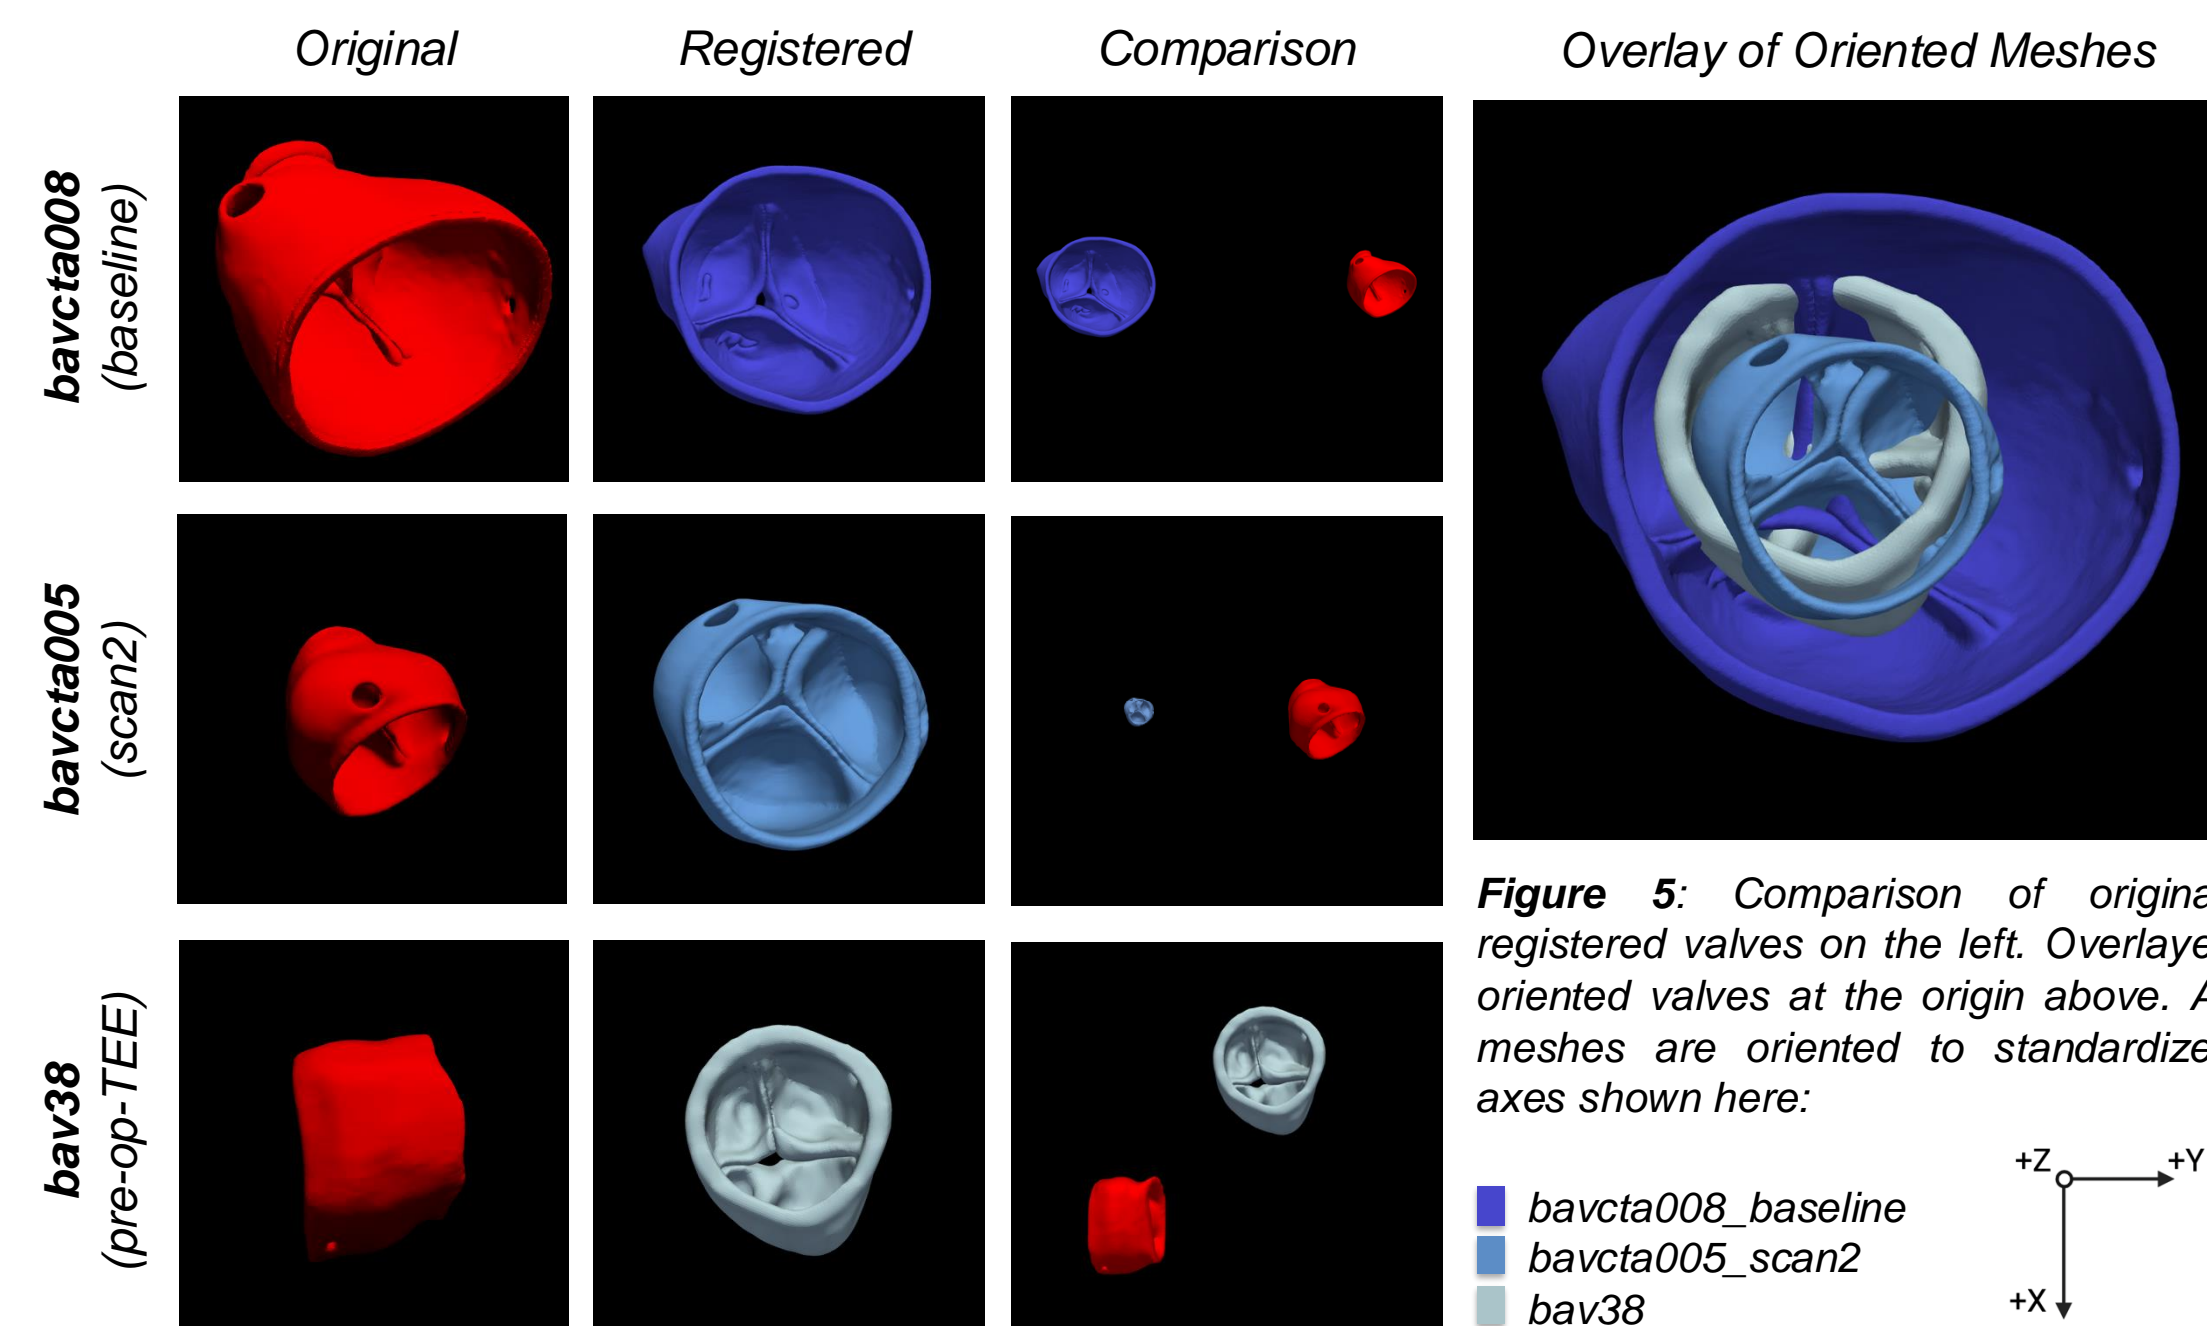 Original
Registered
Comparison
Overlay of Oriented Meshes
bavcta008
(baseline)
bavcta005
(scan2)
bav38
(pre-op-TEE)
Figure 5: Comparison of origina
registered valves on the left. Overlaye
oriented valves at the origin above. A
meshes are oriented to standardize
axes shown here:
bavcta008_baseline
bavcta005_scan2
bav38
+Z
+Y
+X